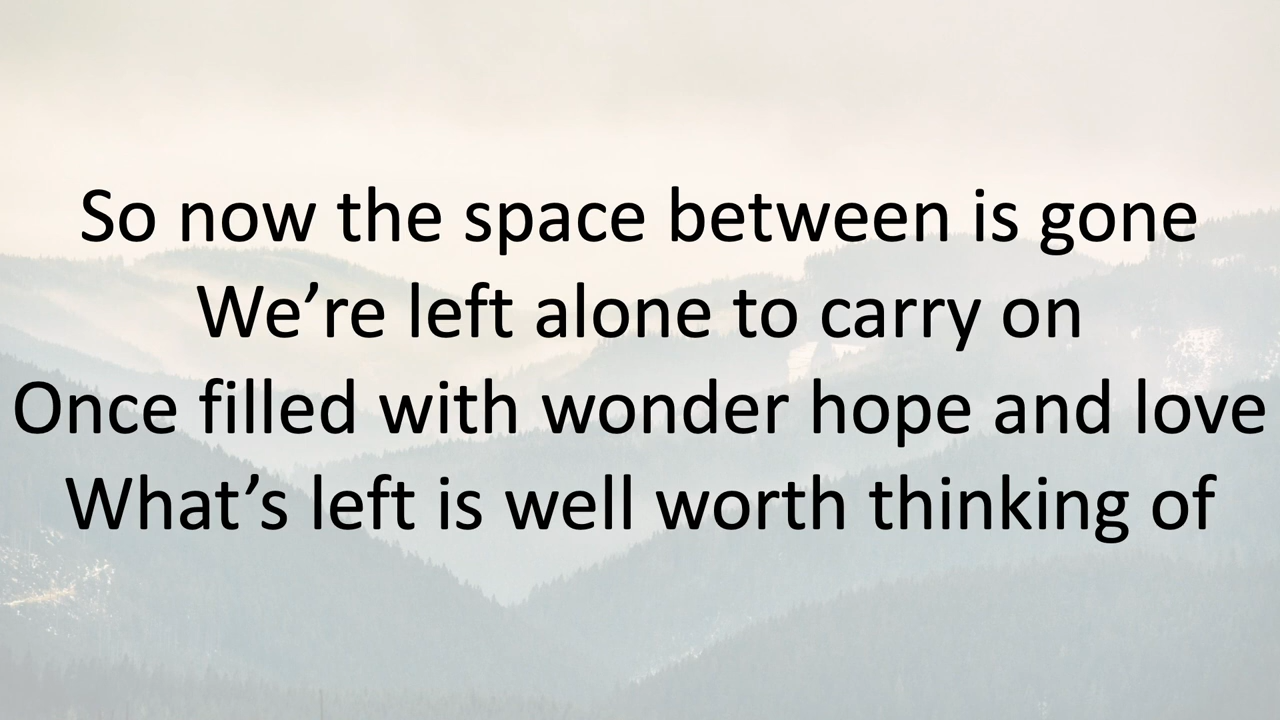 So now the space between is gone
We’re left alone to carry on
Once filled with wonder hope and love
What’s left is well worth thinking of